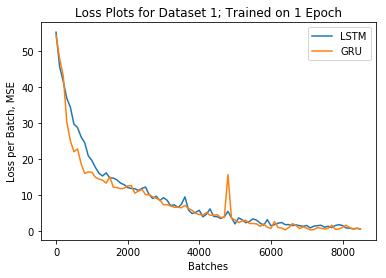 Loss Plots for Dataset 1; Trained on 1 Epoch
LSTM
GRU
Loss per Batch, MSE
50
40
30
20
10
0
0 2000 4000 6000 8000
Batches